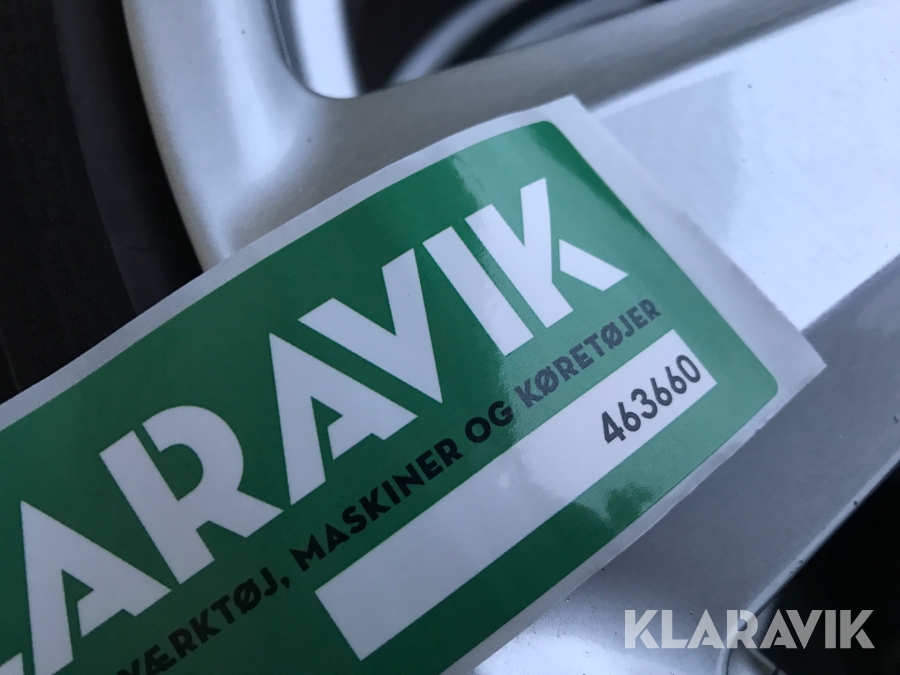 LARAVIK
VÆRKTØJ, MASKINER OG KØRETØJER
463660
KLARAVIK